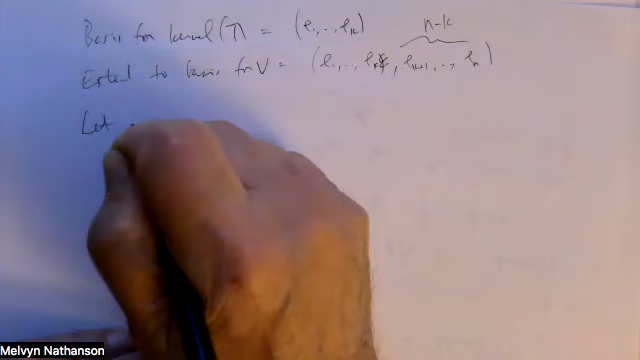 Basis for kernel(T) = (e₁, .., eₖ) n-k
Extend to basis for V = (e₁, .., eₖ, eₖ₊₁, .., eₙ)
Let
Melvyn Nathanson